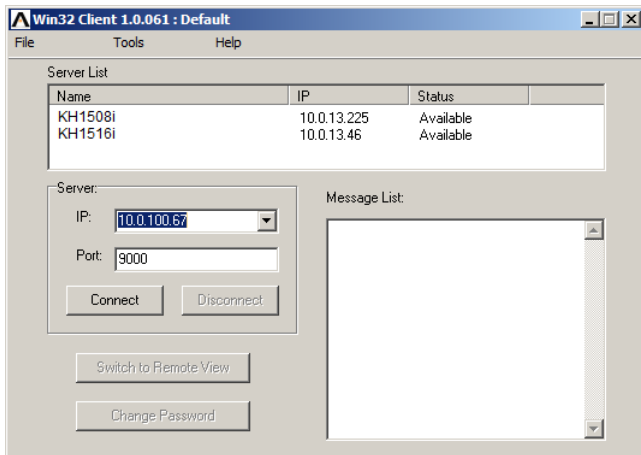 Win32 Client 1.0.061 : Default
File Tools Help
Server List
Name IP Status
KH1508i 10.0.13.225 Available
KH1516i 10.0.13.46 Available
Server:
IP: 10.0.100.67
Port: 9000
Connect Disconnect
Switch to Remote View
Change Password
Message List: